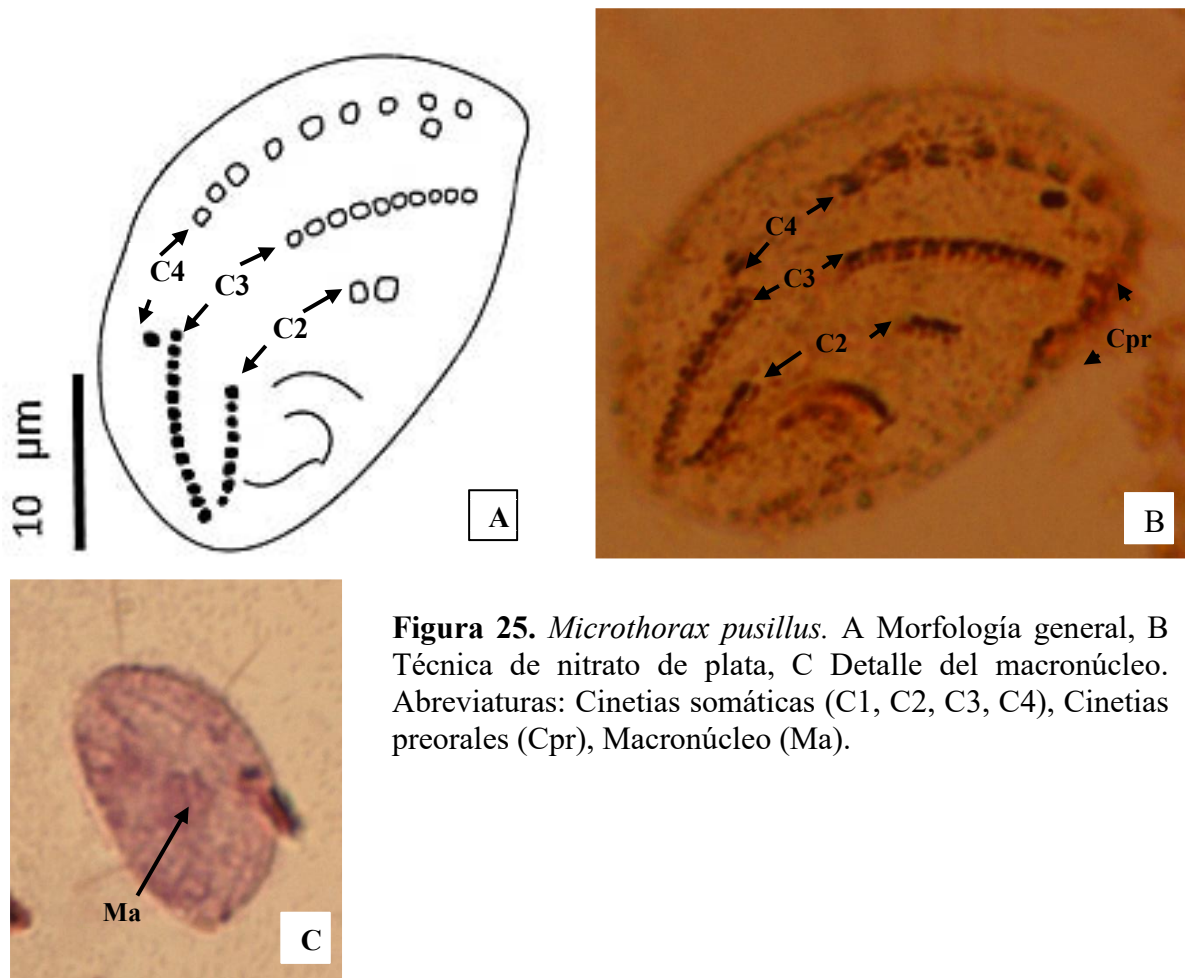 C4
C3
C2
10 µm
A
C4
C3
C2
Cpr
B
Ma
C
Figura 25. Microthorax pusillus. A Morfología general, B
Técnica de nitrato de plata, C Detalle del macronúcleo.
Abreviaturas: Cinetias somáticas (C1, C2, C3, C4), Cinetias
preorales (Cpr), Macronúcleo (Ma).